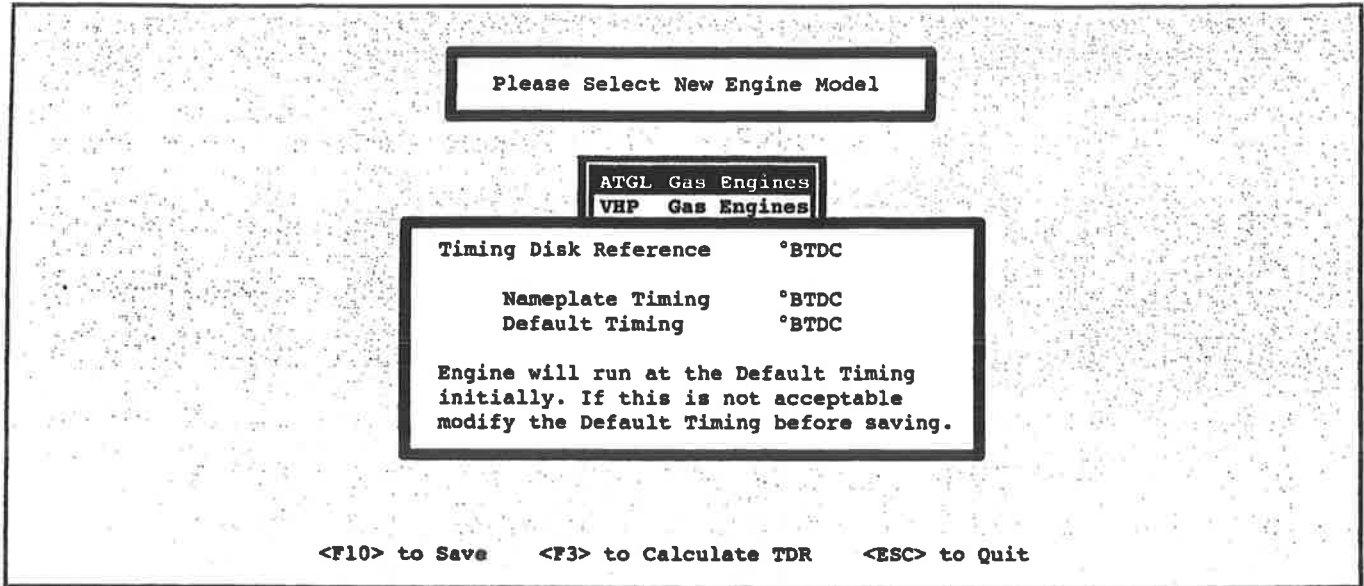 Please Select New Engine Model
ATGL Gas Engines
VHP Gas Engines
Timing Disk Reference °BTDC
Nameplate Timing °BTDC
Default Timing °BTDC
Engine will run at the Default Timing
initially. If this is not acceptable
modify the Default Timing before saving.
<F10> to Save <F3> to Calculate TDR <ESC> to Quit